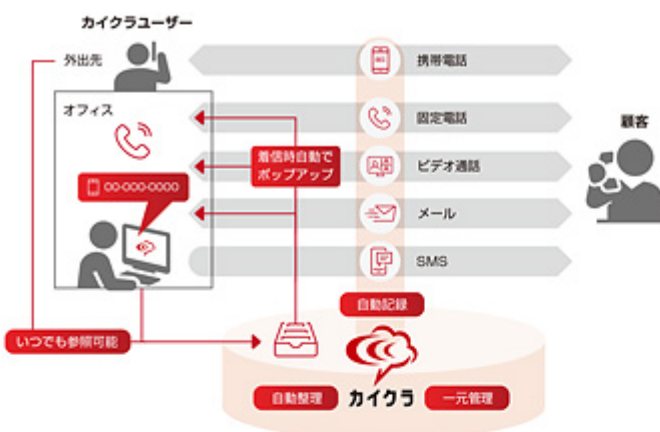 カイクラユーザー
外出先
携帯電話
オフィス
固定電話
顧客
着信時自動で
ポップアップ
ビデオ通話
00-000-0000
メール
SMS
自動記録
いつでも参照可能
自動整理
カイクラ
一元管理